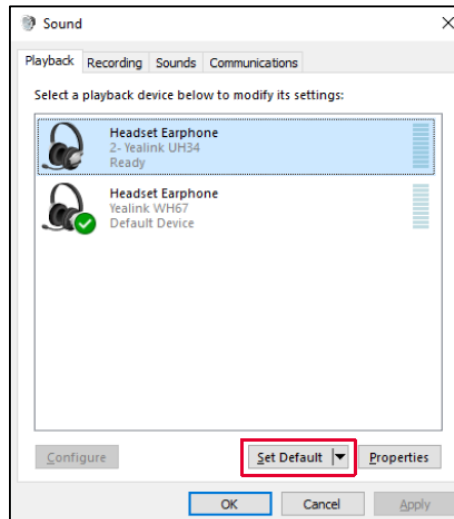 Sound
Playback Recording Sounds Communications
Select a playback device below to modify its settings:
Headset Earphone
2- Yealink UH34
Ready
Headset Earphone
Yealink WH67
Default Device
Configure Set Default Properties
OK Cancel Apply